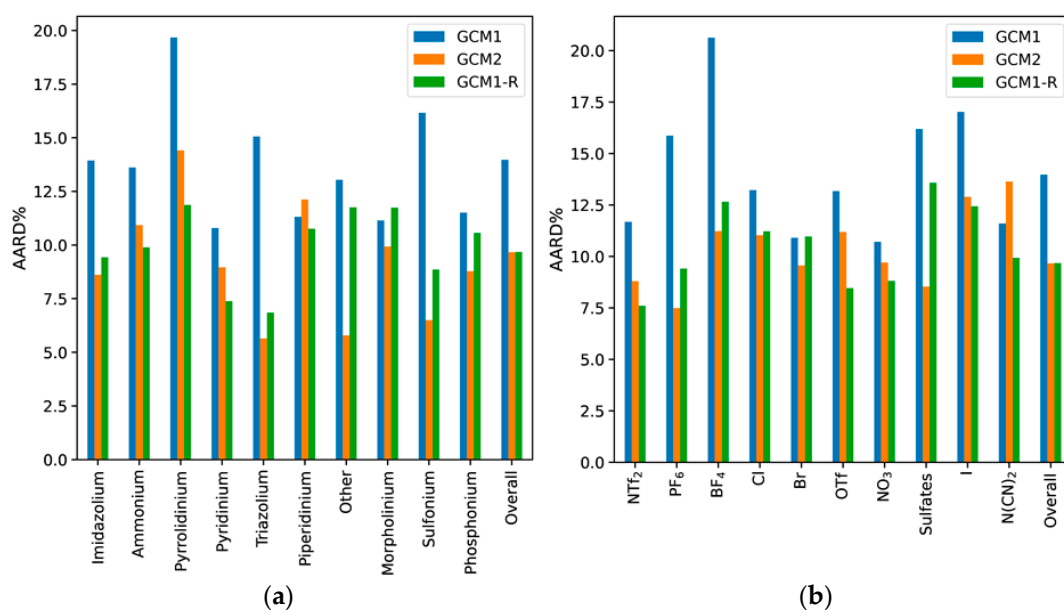 GCM1
GCM2
GCM1-R
AARD%
20.0
17.5
15.0
12.5
10.0
7.5
5.0
2.5
0.0
Imidazolium
Ammonium
Pyrrolidinium
Pyridinium
Triazolium
Piperidinium
Other
Morpholinium
Sulfonium
Phosphonium
Overall
(a)
GCM1
GCM2
GCM1-R
AARD%
20.0
17.5
15.0
12.5
10.0
7.5
5.0
2.5
0.0
NTf₂
PF₆
BF₄
Cl
Br
OTf
NO₃
Sulfates
I
N(CN)₂
Overall
(b)